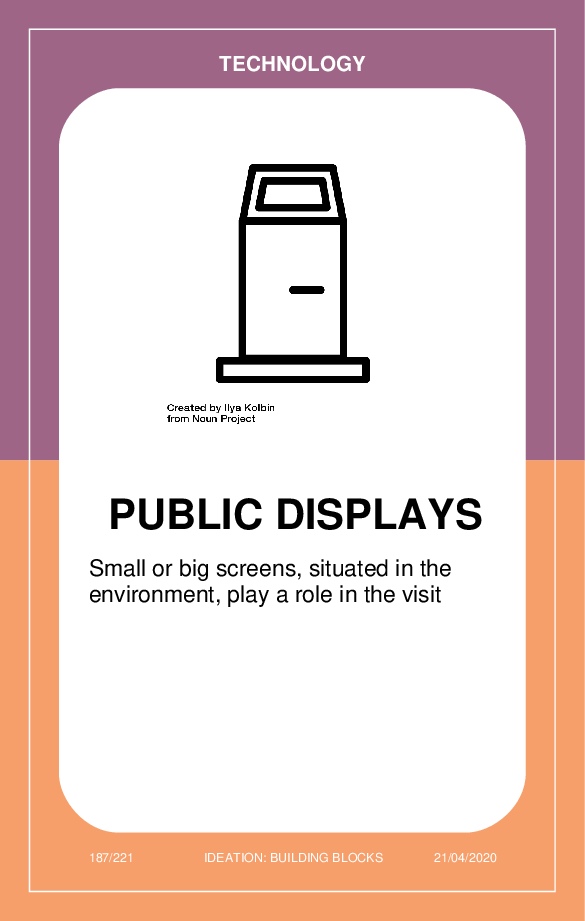 TECHNOLOGY
Created by Ilya Kolbin
from Noun Project
PUBLIC DISPLAYS
Small or big screens, situated in the
environment, play a role in the visit
187/221 IDEATION: BUILDING BLOCKS 21/04/2020